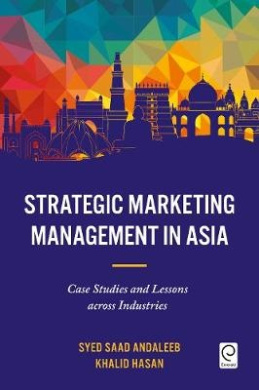 STRATEGIC MARKETING
MANAGEMENT IN ASIA
Case Studies and Lessons
across Industries
SYED SAAD ANDALEEB
KHALID HASAN